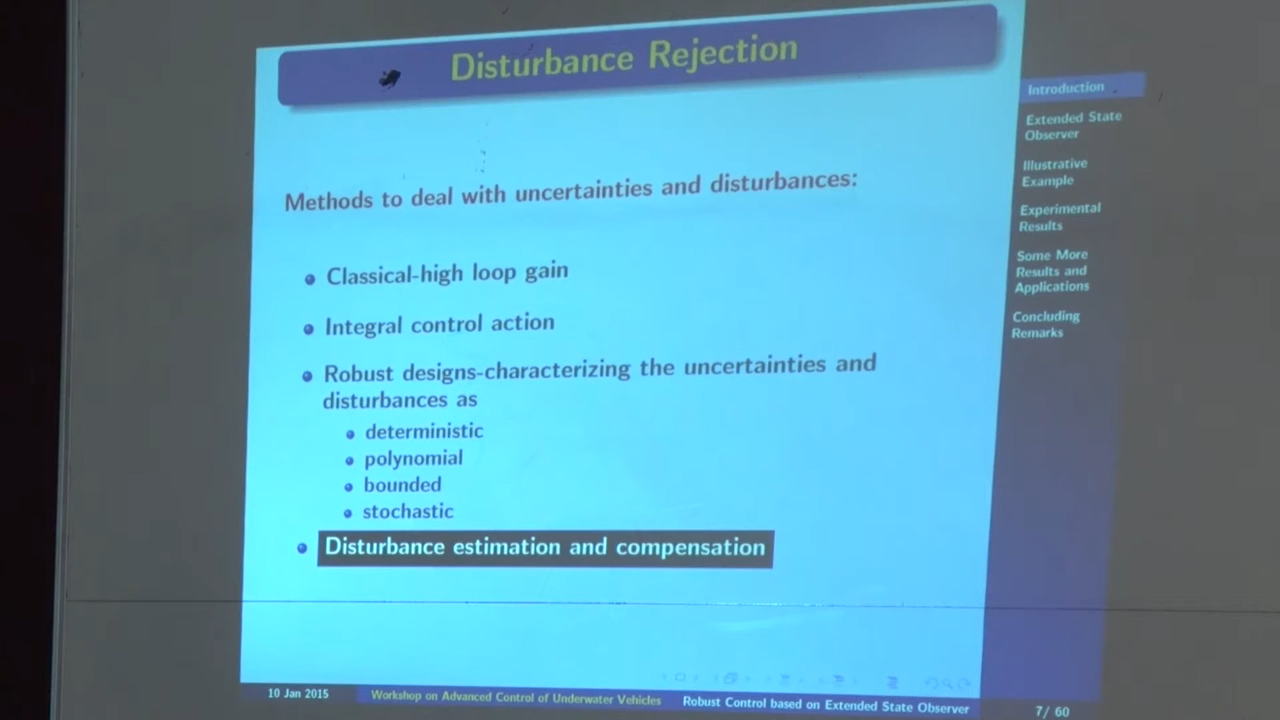 Disturbance Rejection
Methods to deal with uncertainties and disturbances:
Classical-high loop gain
Integral control action
Robust designs-characterizing the uncertainties and
disturbances as
deterministic
polynomial
bounded
stochastic
Disturbance estimation and compensation
Introduction
Extended State
Observer
Illustrative
Example
Experimental
Results
Some More
Results and
Applications
Concluding
Remarks
10 Jan 2015
Workshop on Advanced Control of Underwater Vehicles
Robust Control based on Extended State Observer
7/ 60